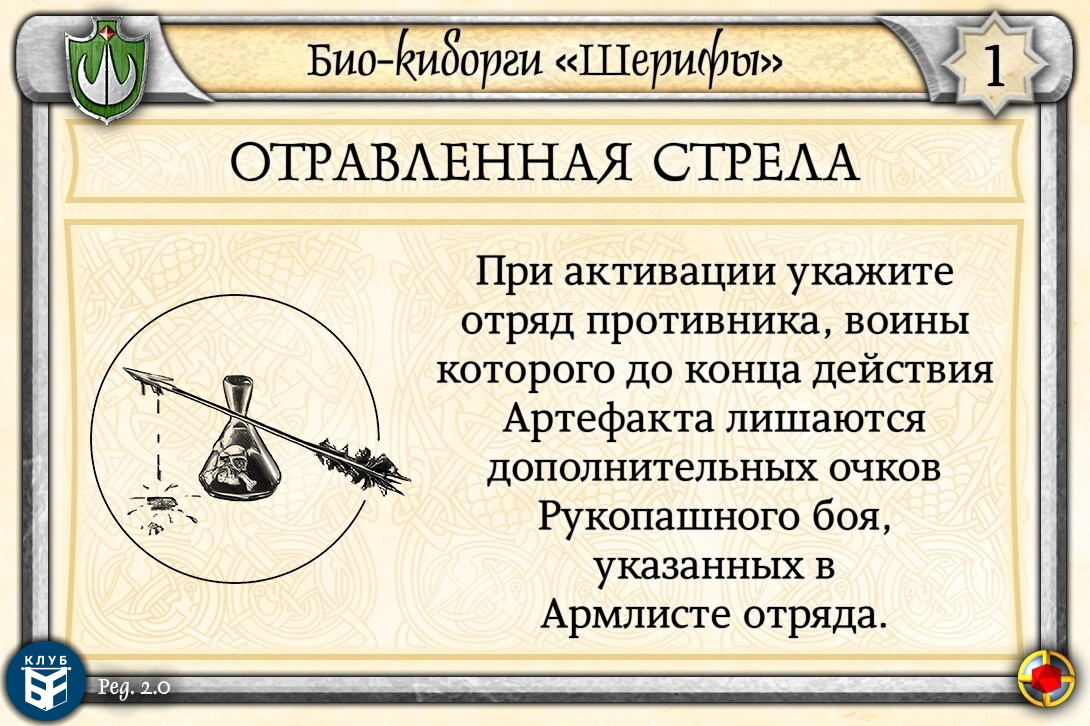 Био-киборги «Шерифы»
1
ОТРАВЛЕННАЯ СТРЕЛА
При активации укажите
отряд противника, воины
которого до конца действия
Артефакта лишаются
дополнительных очков
Рукопашного боя,
указанных в
Армлисте отряда.
КЛУБ
Ред. 2.0